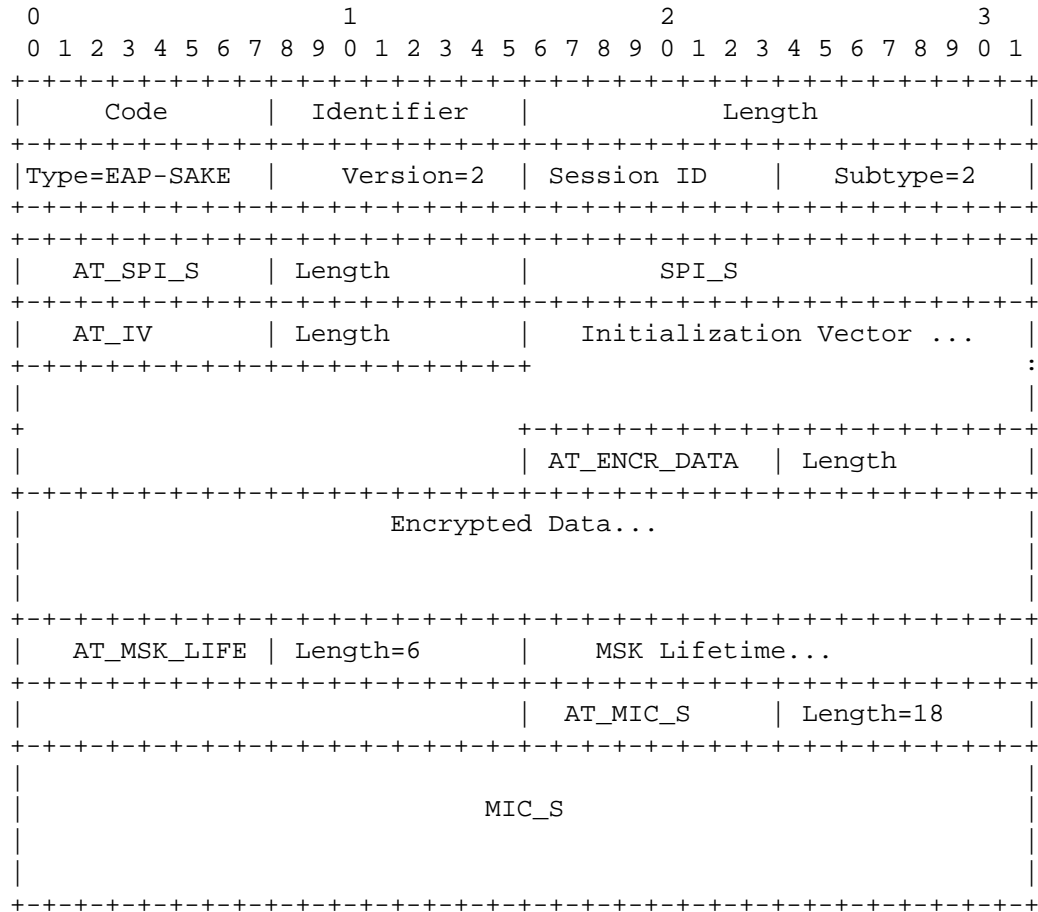 0                   1                   2                   3
 0 1 2 3 4 5 6 7 8 9 0 1 2 3 4 5 6 7 8 9 0 1 2 3 4 5 6 7 8 9 0 1
+-+-+-+-+-+-+-+-+-+-+-+-+-+-+-+-+-+-+-+-+-+-+-+-+-+-+-+-+-+-+-+-+
|     Code      |  Identifier   |            Length             |
+-+-+-+-+-+-+-+-+-+-+-+-+-+-+-+-+-+-+-+-+-+-+-+-+-+-+-+-+-+-+-+-+
|Type=EAP-SAKE  |    Version=2  | Session ID    |   Subtype=2   |
+-+-+-+-+-+-+-+-+-+-+-+-+-+-+-+-+-+-+-+-+-+-+-+-+-+-+-+-+-+-+-+-+
+-+-+-+-+-+-+-+-+-+-+-+-+-+-+-+-+-+-+-+-+-+-+-+-+-+-+-+-+-+-+-+-+
|   AT_SPI_S    | Length        |        SPI_S                  |
+-+-+-+-+-+-+-+-+-+-+-+-+-+-+-+-+-+-+-+-+-+-+-+-+-+-+-+-+-+-+-+-+
|   AT_IV       | Length        |   Initialization Vector ...   |
+-+-+-+-+-+-+-+-+-+-+-+-+-+-+-+-+                               :
|                                                               |
+                               +-+-+-+-+-+-+-+-+-+-+-+-+-+-+-+-+
|                               | AT_ENCR_DATA  | Length        |
+-+-+-+-+-+-+-+-+-+-+-+-+-+-+-+-+-+-+-+-+-+-+-+-+-+-+-+-+-+-+-+-+
|                       Encrypted Data...                       |
|                                                               |
|                                                               |
+-+-+-+-+-+-+-+-+-+-+-+-+-+-+-+-+-+-+-+-+-+-+-+-+-+-+-+-+-+-+-+-+
|   AT_MSK_LIFE | Length=6      |    MSK Lifetime...            |
+-+-+-+-+-+-+-+-+-+-+-+-+-+-+-+-+-+-+-+-+-+-+-+-+-+-+-+-+-+-+-+-+
|                               |  AT_MIC_S     | Length=18     |
+-+-+-+-+-+-+-+-+-+-+-+-+-+-+-+-+-+-+-+-+-+-+-+-+-+-+-+-+-+-+-+-+
|                                                               |
|                             MIC_S                             |
|                                                               |
|                                                               |
+-+-+-+-+-+-+-+-+-+-+-+-+-+-+-+-+-+-+-+-+-+-+-+-+-+-+-+-+-+-+-+-+